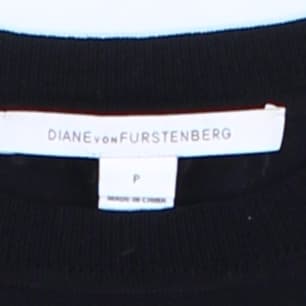 DIANE VON FURSTENBERG
P
MADE IN CHINA